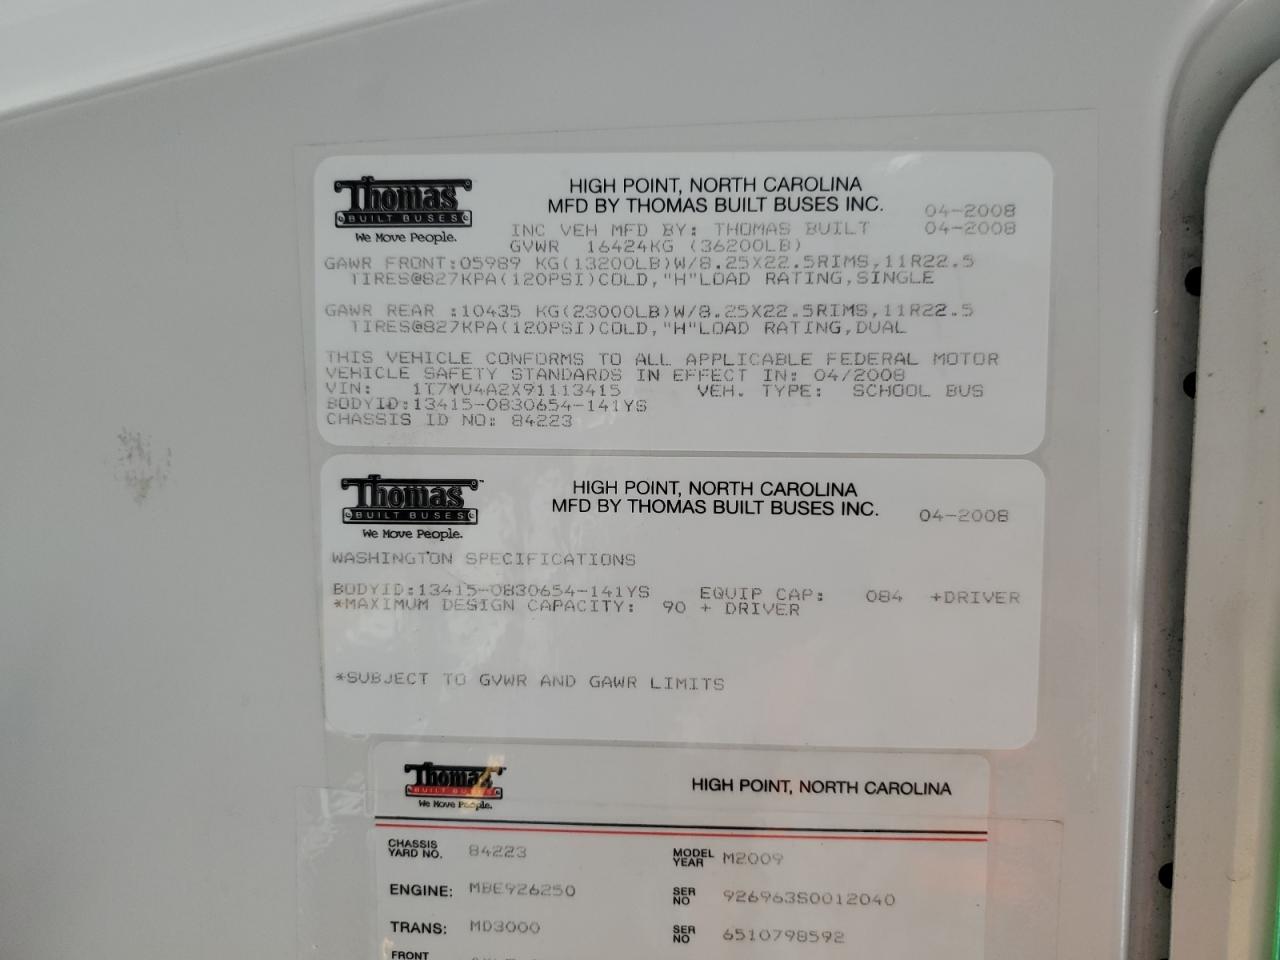 Thomas
BUILT BUSES
We Move People.
HIGH POINT, NORTH CAROLINA
MFD BY THOMAS BUILT BUSES INC. 04-2008
INC VEH MFD BY: THOMAS BUILT 04-2008
GVWR 16424KG (36200LB)
GAWR FRONT:05989 KG(13200LB)W/8.25X22.5RIMS,11R22.5
TIRES@827KPA(120PSI)COLD,"H"LOAD RATING,SINGLE
GAWR REAR :10435 KG(23000LB)W/8.25X22.5RIMS,11R22.5
TIRES@827KPA(120PSI)COLD,"H"LOAD RATING,DUAL
THIS VEHICLE CONFORMS TO ALL APPLICABLE FEDERAL MOTOR
VEHICLE SAFETY STANDARDS IN EFFECT IN: 04/2008
VIN: 1T7YU4A2X91113415 VEH. TYPE: SCHOOL BUS
BODYID:13415-0830654-141YS
CHASSIS ID NO: 84223
Thomas™
BUILT BUSES
We Move People.
HIGH POINT, NORTH CAROLINA
MFD BY THOMAS BUILT BUSES INC. 04-2008
WASHINGTON SPECIFICATIONS
BODYID:13415-0830654-141YS EQUIP CAP: 084 +DRIVER
*MAXIMUM DESIGN CAPACITY: 90 + DRIVER
*SUBJECT TO GVWR AND GAWR LIMITS
Thomas
BUILT BUSES
We Move People.
HIGH POINT, NORTH CAROLINA
CHASSIS YARD NO. 84223 MODEL YEAR M2009
ENGINE: MBE926250 SER NO 926963S0012040
TRANS: MD3000 SER NO 6510798592
FRONT